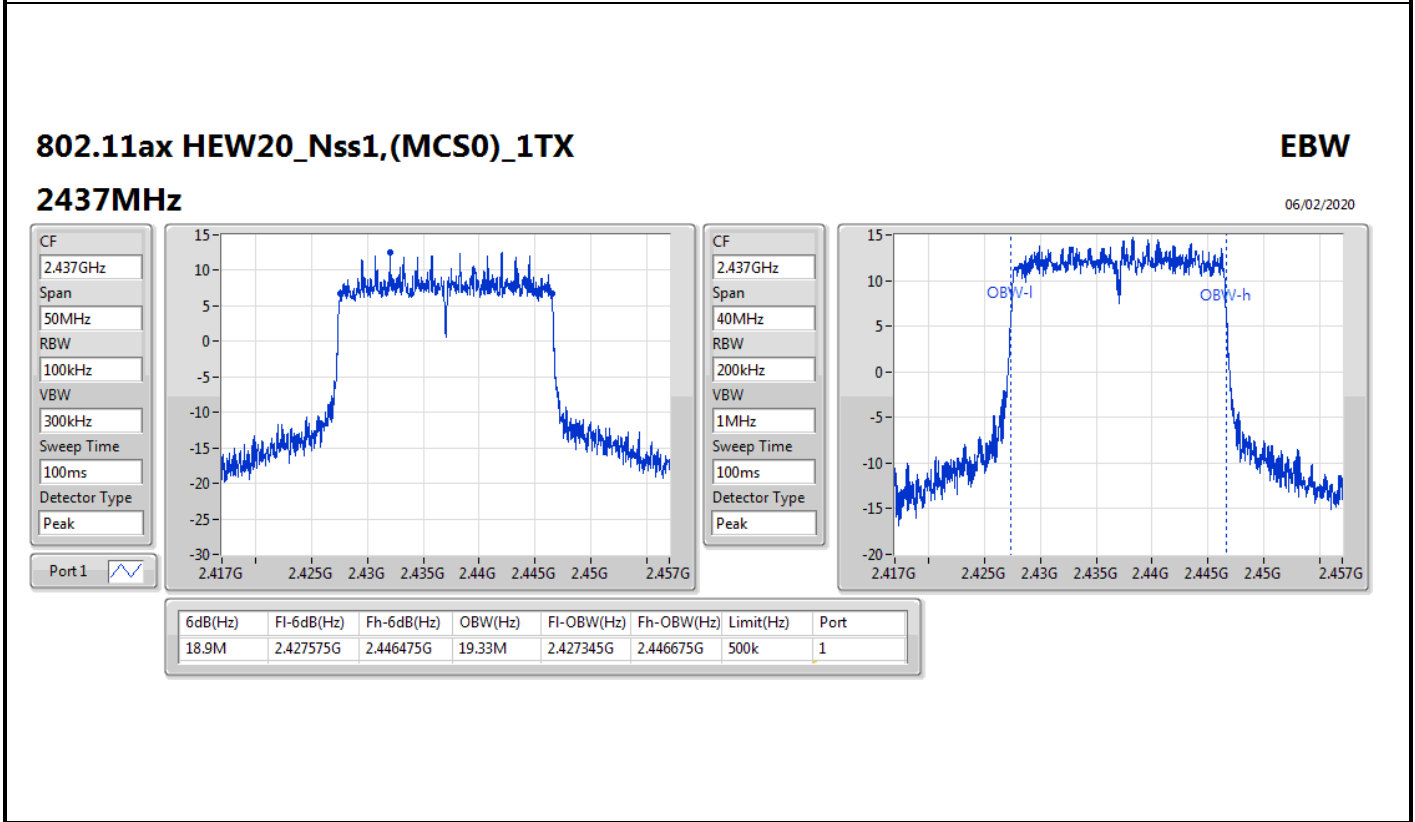 802.11ax HEW20_Nss1,(MCS0)_1TX
EBW
2437MHz
06/02/2020
CF
2.437GHz
Span
50MHz
RBW
100kHz
VBW
300kHz
Sweep Time
100ms
Detector Type
Peak
Port 1
15
10
5
0
-5
-10
-15
-20
-25
-30
2.417G 2.425G 2.43G 2.435G 2.44G 2.445G 2.45G 2.457G
CF
2.437GHz
Span
40MHz
RBW
200kHz
VBW
1MHz
Sweep Time
100ms
Detector Type
Peak
15
10
5
0
-5
-10
-15
-20
OBW-l OBW-h
2.417G 2.425G 2.43G 2.435G 2.44G 2.445G 2.45G 2.457G
6dB(Hz) Fl-6dB(Hz) Fh-6dB(Hz) OBW(Hz) Fl-OBW(Hz) Fh-OBW(Hz) Limit(Hz) Port
18.9M 2.427575G 2.446475G 19.33M 2.427345G 2.446675G 500k 1